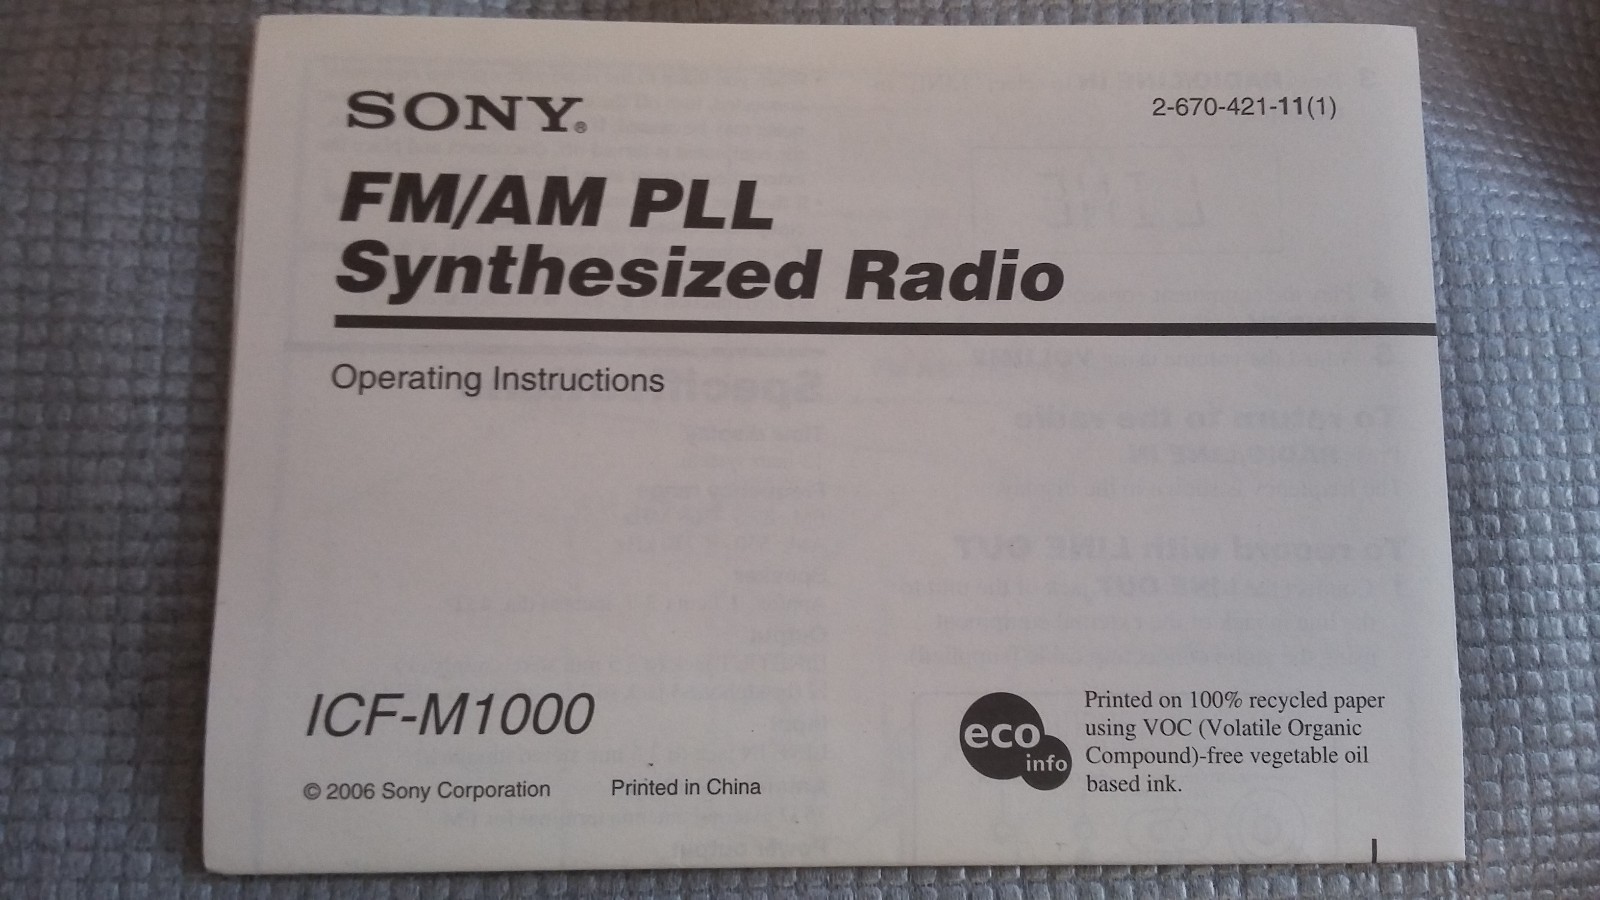 SONY®
2-670-421-11(1)
FM/AM PLL
Synthesized Radio
Operating Instructions
ICF-M1000
© 2006 Sony Corporation
Printed in China
eco
info
Printed on 100% recycled paper
using VOC (Volatile Organic
Compound)-free vegetable oil
based ink.